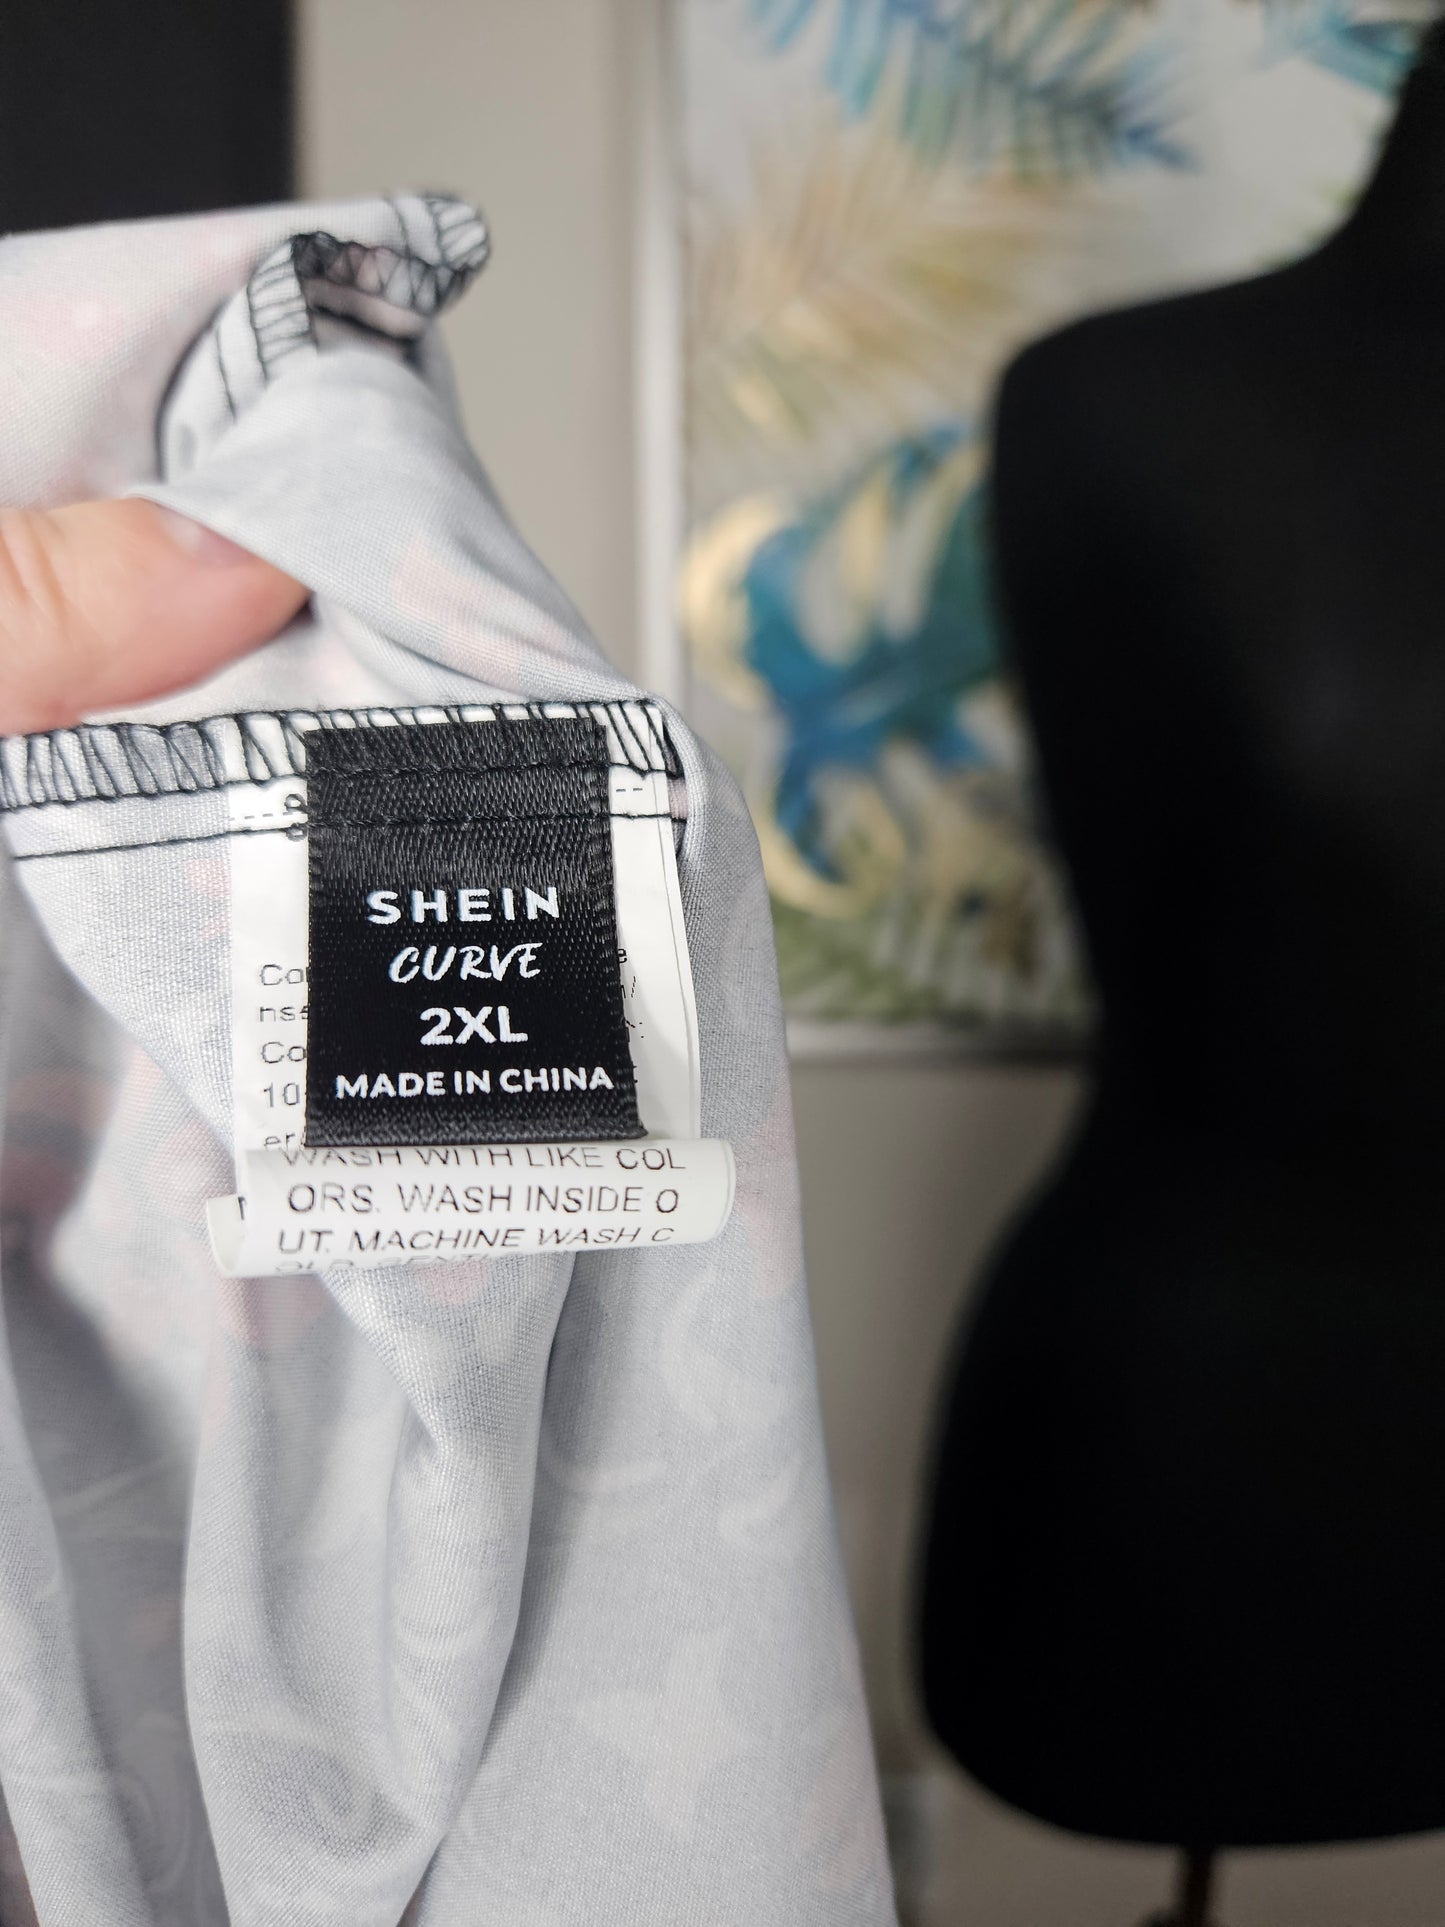 SHEIN
CURVE
2XL
MADE IN CHINA
WASH WITH LIKE COL
ORS. WASH INSIDE O
UT. MACHINE WASH C